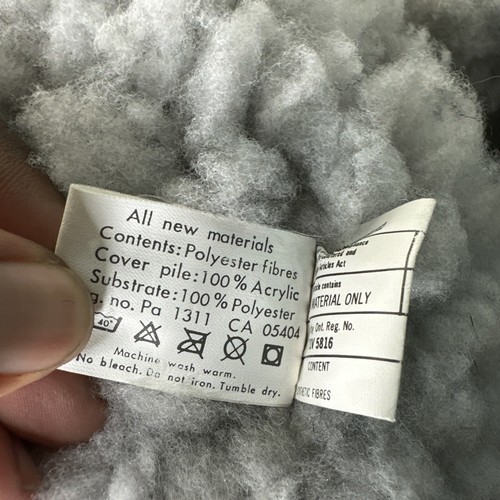 All new materials
Contents: Polyester fibres
Cover pile: 100% Acrylic
Substrate: 100% Polyester
g. no. Pa 1311 CA 05404
40°
Machine wash warm.
No bleach. Do not iron. Tumble dry.
and
Articles Act
contains
MATERIAL ONLY
Ont. Reg. No.
5816
CONTENT
FIBRES